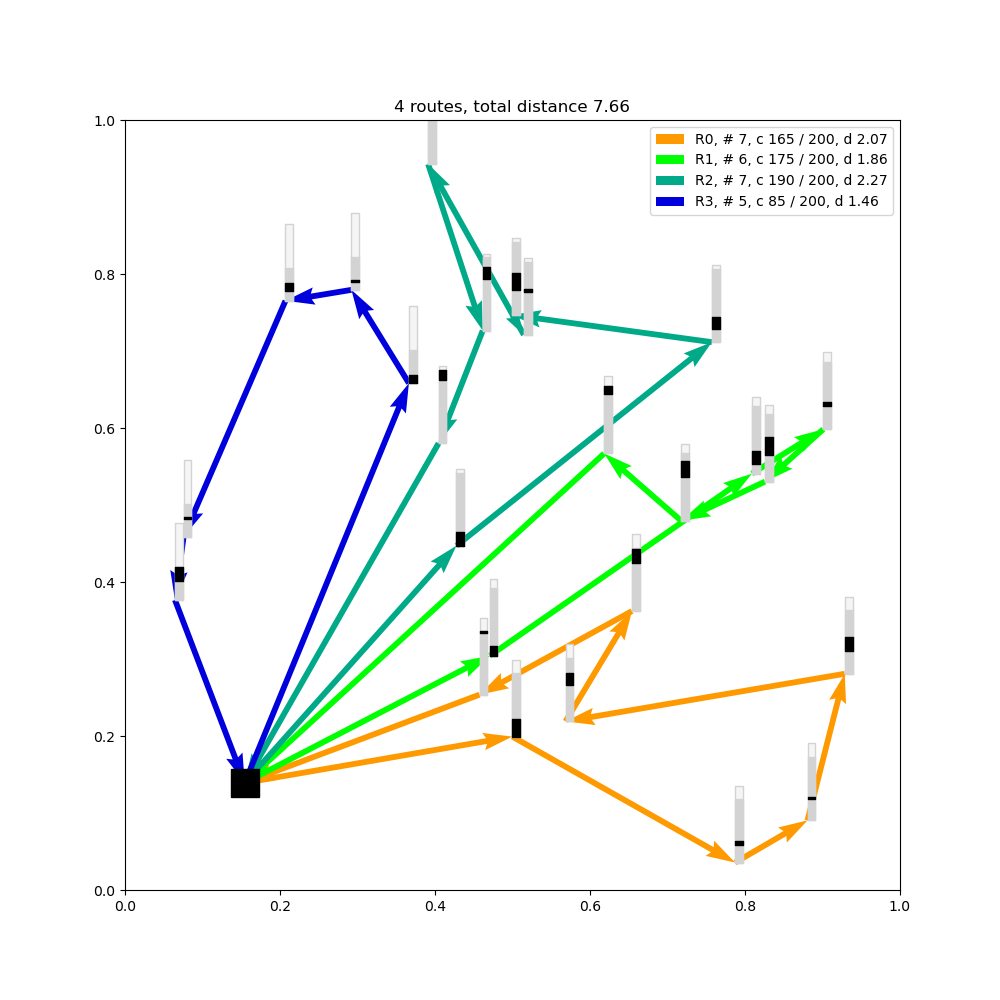 4 routes, total distance 7.66
R0, # 7, c 165 / 200, d 2.07
R1, # 6, c 175 / 200, d 1.86
R2, # 7, c 190 / 200, d 2.27
R3, # 5, c 85 / 200, d 1.46
1.0
0.8
0.6
0.4
0.2
0.0
0.0 0.2 0.4 0.6 0.8 1.0